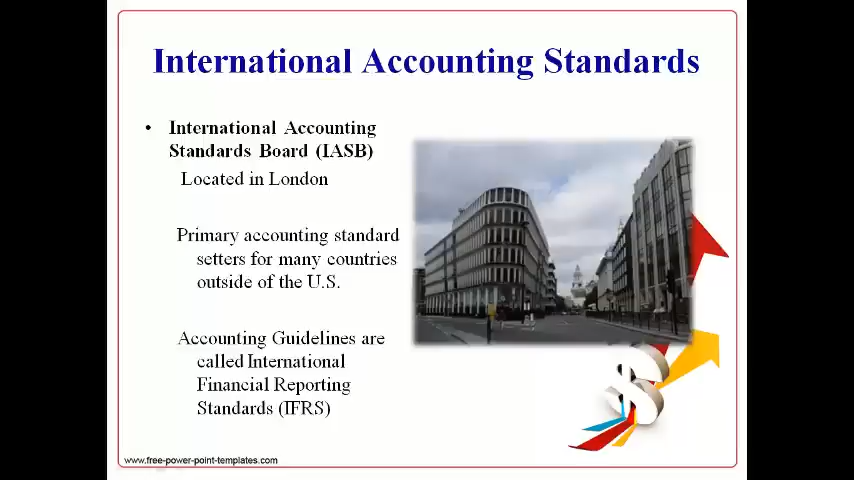 International Accounting Standards
• International Accounting
Standards Board (IASB)
Located in London
Primary accounting standard
setters for many countries
outside of the U.S.
Accounting Guidelines are
called International
Financial Reporting
Standards (IFRS)
www.free-power-point-templates.com